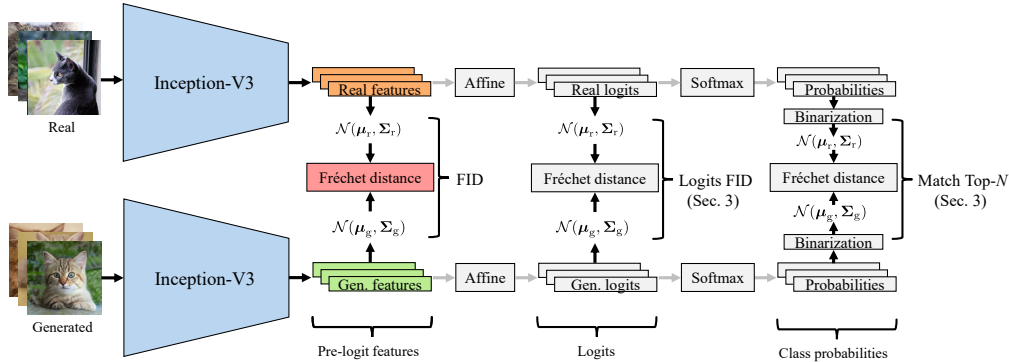 Real
Inception-V3
Real features
Affine
Real logits
Softmax
Probabilities
Binarization
𝒩(μr, Σr)
𝒩(μr, Σr)
𝒩(μr, Σr)
Fréchet distance
FID
Fréchet distance
Logits FID
(Sec. 3)
Fréchet distance
Match Top-N
(Sec. 3)
𝒩(μg, Σg)
𝒩(μg, Σg)
𝒩(μg, Σg)
Binarization
Generated
Inception-V3
Gen. features
Affine
Gen. logits
Softmax
Probabilities
Pre-logit features
Logits
Class probabilities